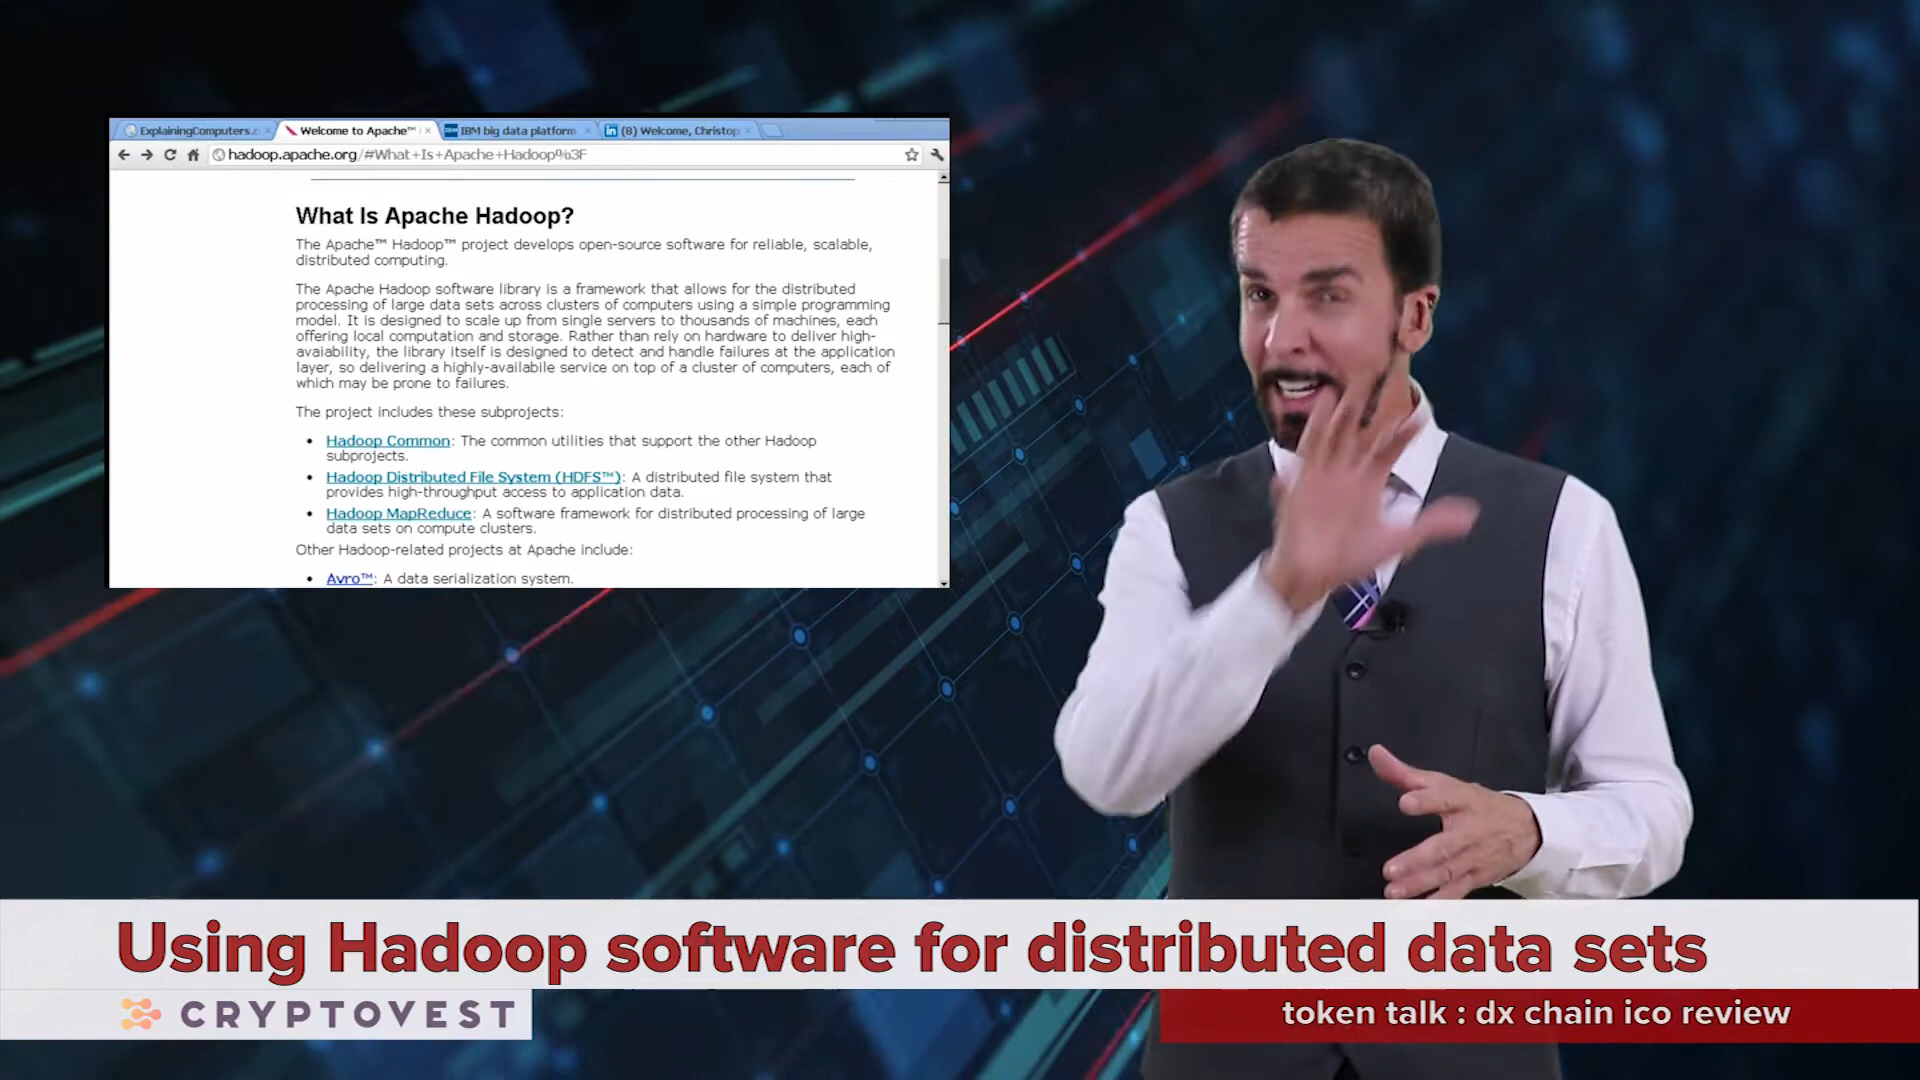 ExplainingComputers.c
Welcome to Apache™
IBM big data platform
(8) Welcome, Christop
hadoop.apache.org/#What+Is+Apache+Hadoop%3F
What Is Apache Hadoop?
The Apache™ Hadoop™ project develops open-source software for reliable, scalable,
distributed computing.
The Apache Hadoop software library is a framework that allows for the distributed
processing of large data sets across clusters of computers using a simple programming
model. It is designed to scale up from single servers to thousands of machines, each
offering local computation and storage. Rather than rely on hardware to deliver high-
avaiability, the library itself is designed to detect and handle failures at the application
layer, so delivering a highly-availabile service on top of a cluster of computers, each of
which may be prone to failures.
The project includes these subprojects:
• Hadoop Common: The common utilities that support the other Hadoop
subprojects.
• Hadoop Distributed File System (HDFS™): A distributed file system that
provides high-throughput access to application data.
• Hadoop MapReduce: A software framework for distributed processing of large
data sets on compute clusters.
Other Hadoop-related projects at Apache include:
• Avro™: A data serialization system.
Using Hadoop software for distributed data sets
CRYPTOVEST
token talk : dx chain ico review